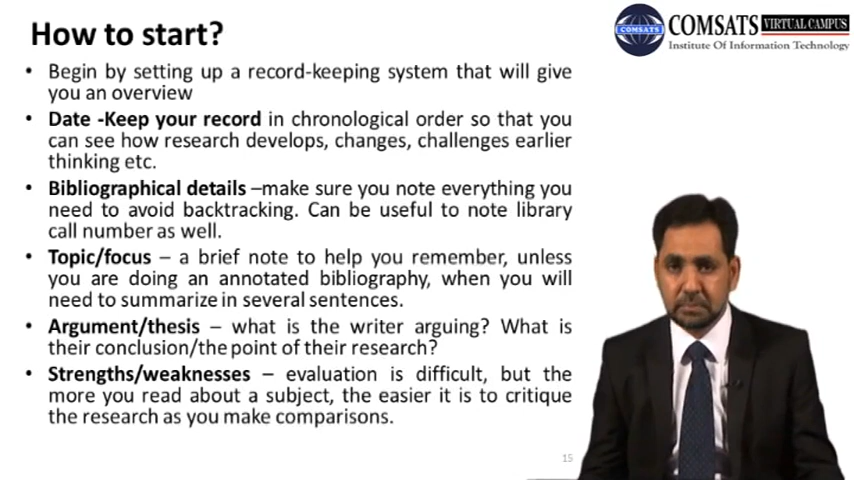 How to start?
COMSATS VIRTUAL CAMPUS
COMSATS
Institute Of Information Technology
• Begin by setting up a record-keeping system that will give
you an overview
• Date -Keep your record in chronological order so that you
can see how research develops, changes, challenges earlier
thinking etc.
• Bibliographical details –make sure you note everything you
need to avoid backtracking. Can be useful to note library
call number as well.
• Topic/focus – a brief note to help you remember, unless
you are doing an annotated bibliography, when you will
need to summarize in several sentences.
• Argument/thesis – what is the writer arguing? What is
their conclusion/the point of their research?
• Strengths/weaknesses – evaluation is difficult, but the
more you read about a subject, the easier it is to critique
the research as you make comparisons.
15